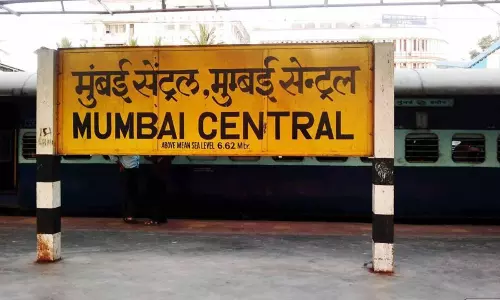 मुंबई सेंट्रल, मुम्बई सेन्ट्रल
MUMBAI CENTRAL
ABOVE MEAN SEA LEVEL 6.62 Mtr.